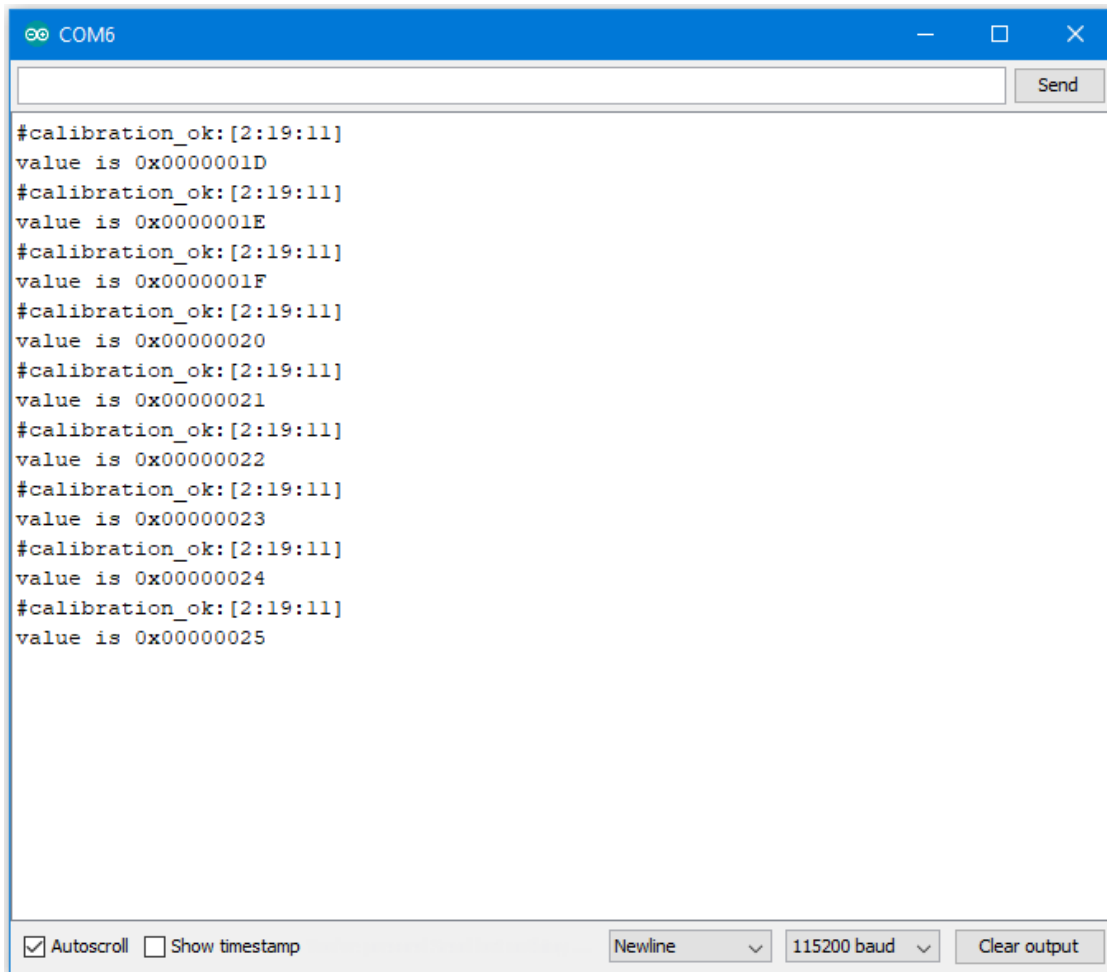 COM6
Send
#calibration_ok:[2:19:11]
value is 0x0000001D
#calibration_ok:[2:19:11]
value is 0x0000001E
#calibration_ok:[2:19:11]
value is 0x0000001F
#calibration_ok:[2:19:11]
value is 0x00000020
#calibration_ok:[2:19:11]
value is 0x00000021
#calibration_ok:[2:19:11]
value is 0x00000022
#calibration_ok:[2:19:11]
value is 0x00000023
#calibration_ok:[2:19:11]
value is 0x00000024
#calibration_ok:[2:19:11]
value is 0x00000025
Autoscroll Show timestamp Newline 115200 baud Clear output